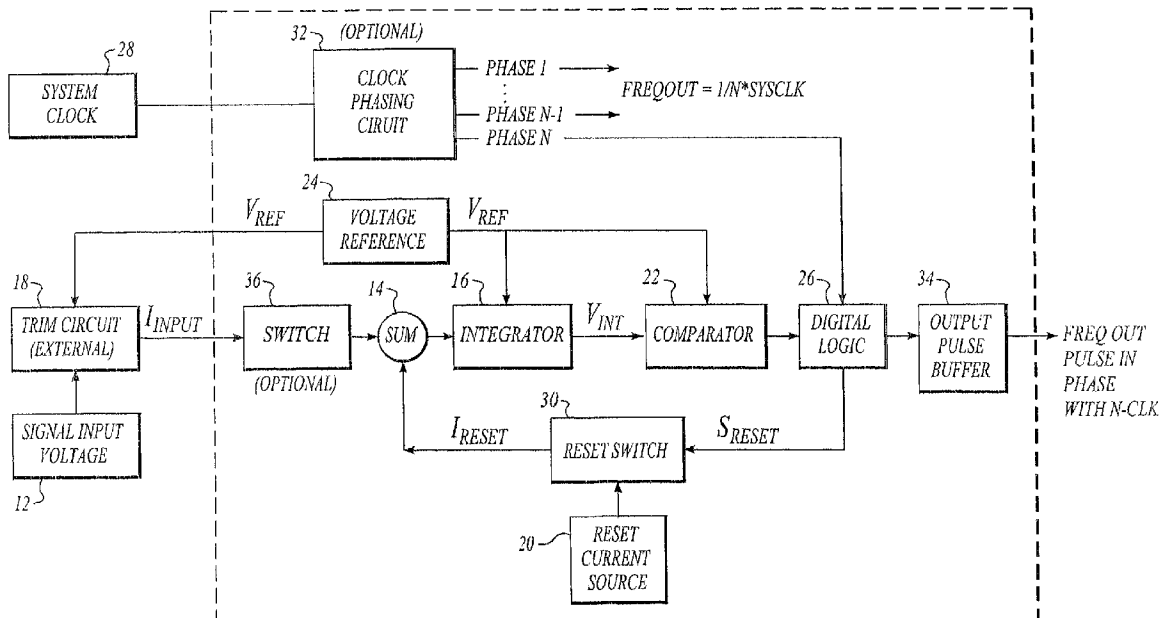 28
SYSTEM
CLOCK
32
(OPTIONAL)
CLOCK
PHASING
CIRUIT
PHASE 1
PHASE N-1
PHASE N
FREQOUT = 1/N*SYSCLK
24
VOLTAGE
REFERENCE
V_REF
V_REF
18
TRIM CIRCUIT
(EXTERNAL)
I_INPUT
36
SWITCH
(OPTIONAL)
14
SUM
16
INTEGRATOR
V_INT
22
COMPARATOR
26
DIGITAL
LOGIC
34
OUTPUT
PULSE
BUFFER
FREQ OUT
PULSE IN
PHASE
WITH N-CLK
SIGNAL INPUT
VOLTAGE
12
I_RESET
30
RESET SWITCH
S_RESET
20
RESET
CURRENT
SOURCE